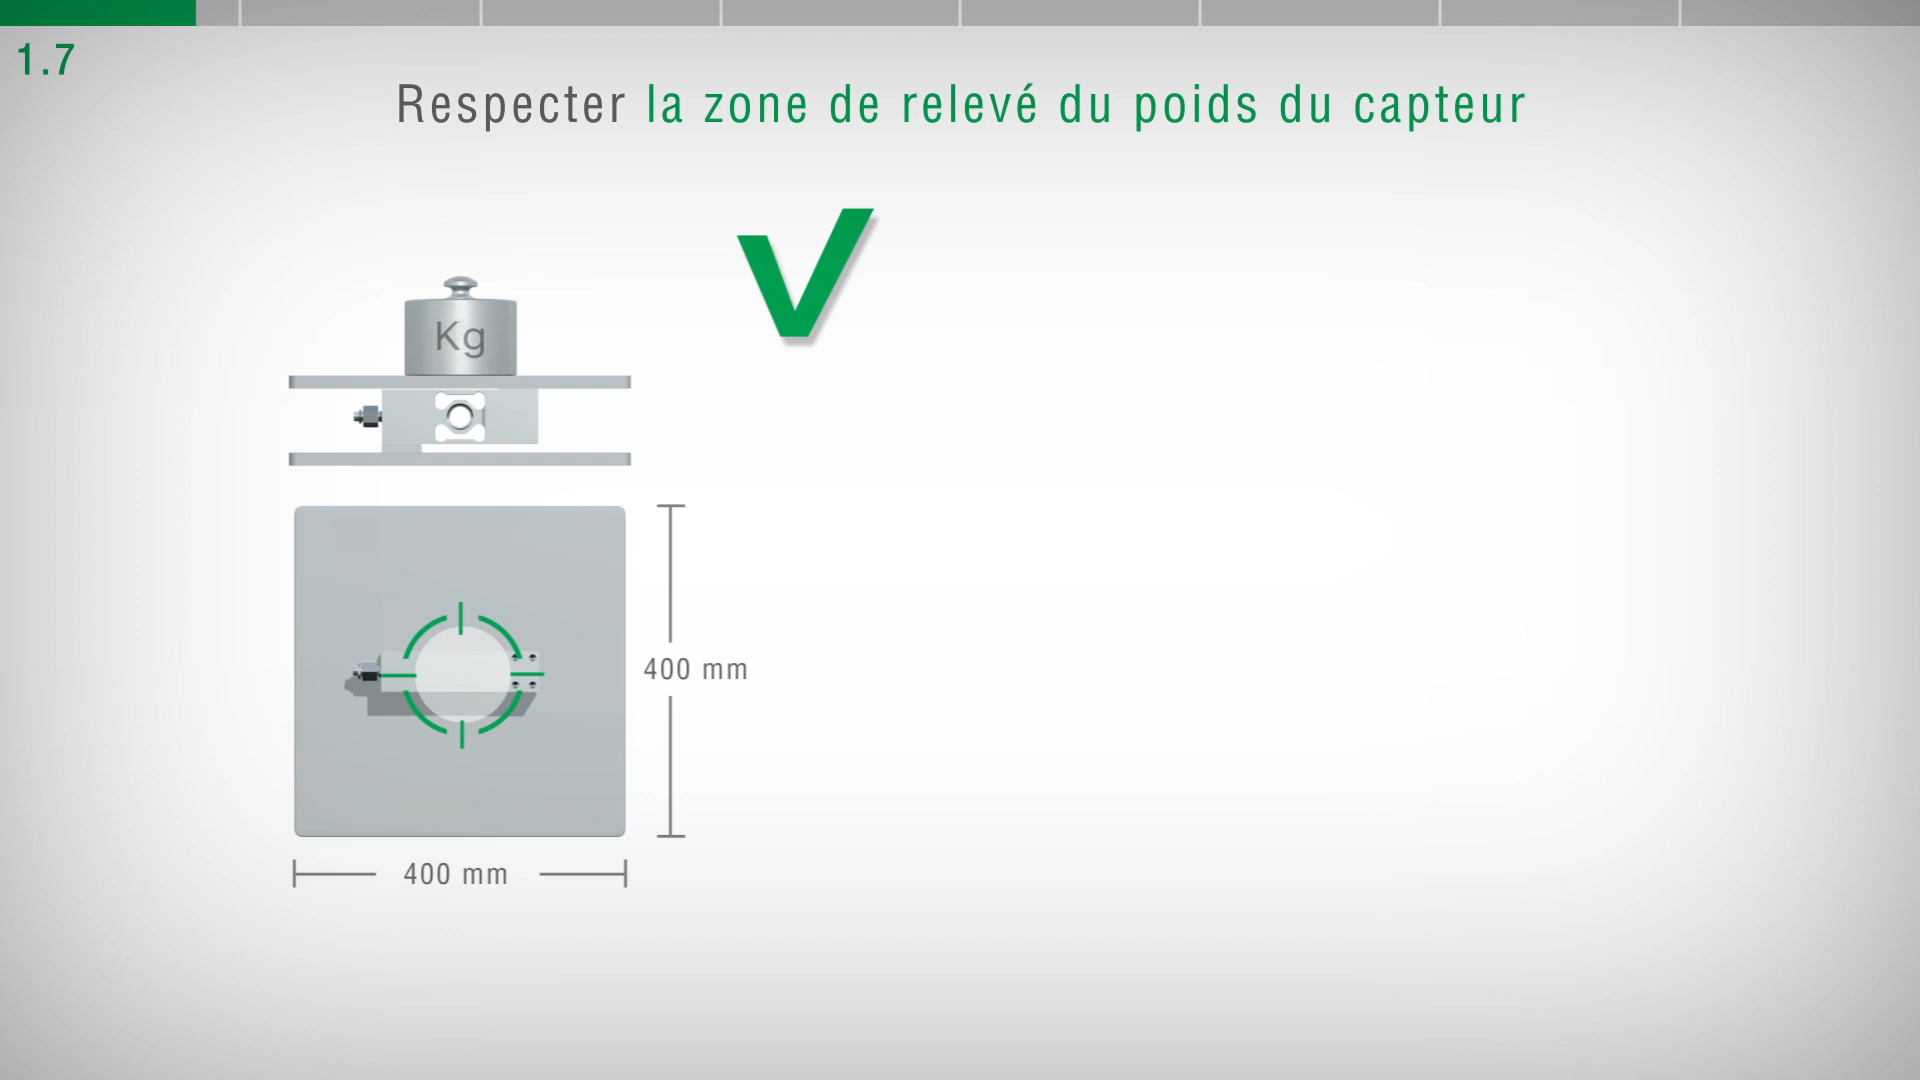 1.7
Respecter la zone de relevé du poids du capteur
Kg
400 mm
400 mm